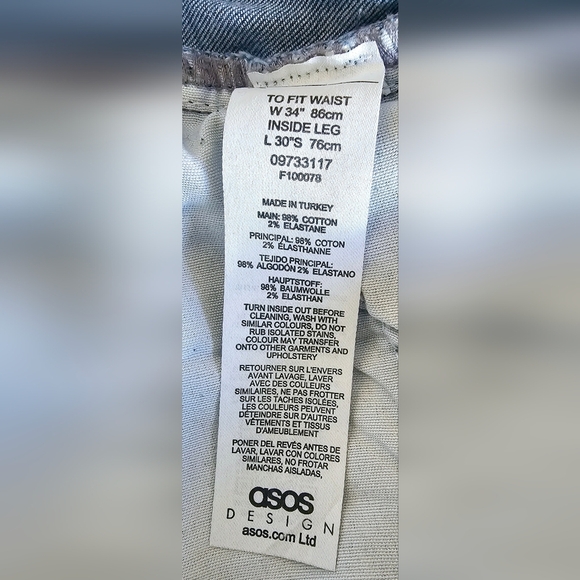 TO FIT WAIST
W 34" 86cm
INSIDE LEG
L 30"S 76cm
09733117
F100078
MADE IN TURKEY
MAIN: 98% COTTON
2% ELASTANE
PRINCIPAL: 98% COTON
2% ÉLASTHANNE
TEJIDO PRINCIPAL:
98% ALGODÓN 2% ELASTANO
HAUPTSTOFF:
98% BAUMWOLLE
2% ELASTHAN
TURN INSIDE OUT BEFORE
CLEANING, WASH WITH
SIMILAR COLOURS, DO NOT
RUB ISOLATED STAINS,
COLOUR MAY TRANSFER
ONTO OTHER GARMENTS AND
UPHOLSTERY
RETOURNER SUR L'ENVERS
AVANT LAVAGE, LAVER
AVEC DES COULEURS
SIMILAIRES, NE PAS FROTTER
SUR LES TACHES ISOLÉES,
LES COULEURS PEUVENT
DÉTEINDRE SUR D'AUTRES
VÊTEMENTS ET TISSUS
D'AMEUBLEMENT
PONER DEL REVÉS ANTES DE
LAVAR, LAVAR CON COLORES
SIMILARES, NO FROTAR
MANCHAS AISLADAS,
asos
DESIGN
asos.com Ltd